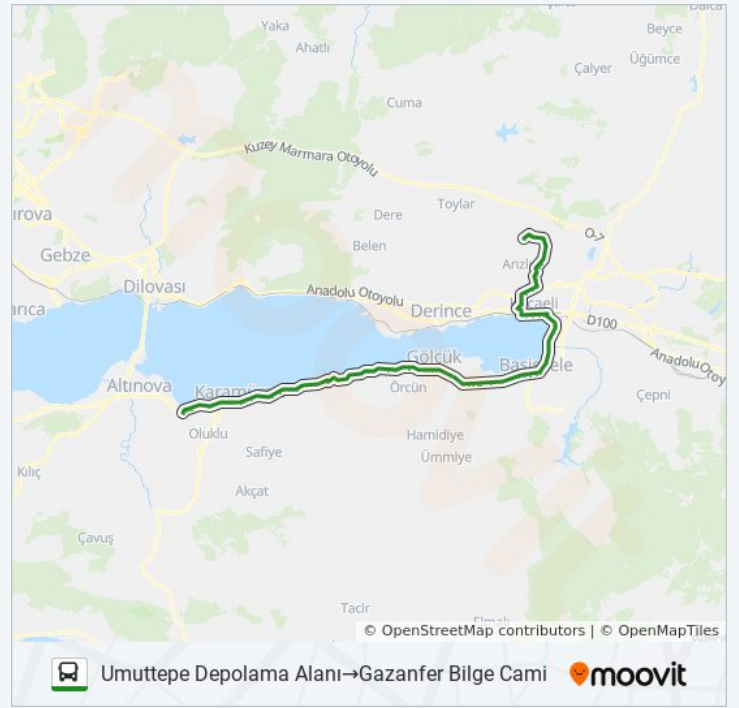 Yaka
Ahatlı
Beyce
Üğümce
Çalyer
Cuma
Kuzey Marmara Otoyolu
Toylar
Dere
Belen
O-7
Gebze
Dilovası
Anadolu Otoyolu
Derince
D100
Gölcük
Anadolu Otoy
Altınova
Örcün
Çepni
Oluklu
Safiye
Hamidiye
Ümmiye
Kılıç
Akçat
Çavuş
Tacir
© OpenStreetMap contributors | © OpenMapTiles
Umuttepe Depolama Alanı→Gazanfer Bilge Cami
moovit